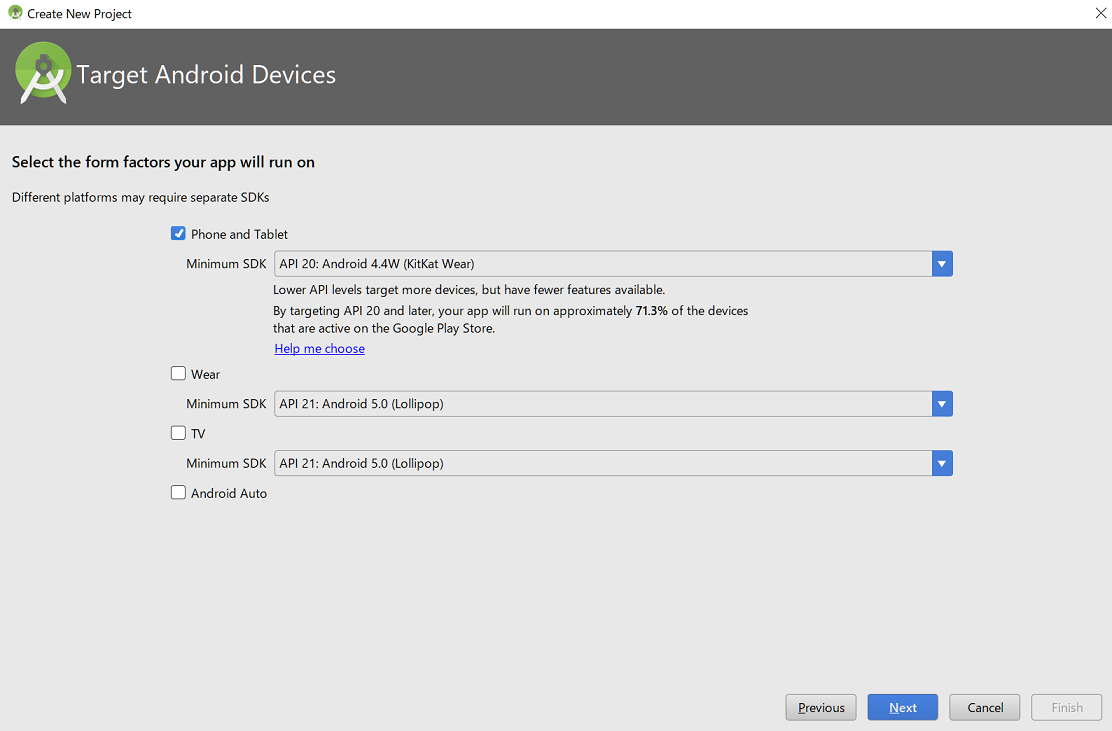 Create New Project
Target Android Devices
Select the form factors your app will run on
Different platforms may require separate SDKs
Phone and Tablet
Minimum SDK API 20: Android 4.4W (KitKat Wear)
Lower API levels target more devices, but have fewer features available.
By targeting API 20 and later, your app will run on approximately 71.3% of the devices
that are active on the Google Play Store.
Help me choose
Wear
Minimum SDK API 21: Android 5.0 (Lollipop)
TV
Minimum SDK API 21: Android 5.0 (Lollipop)
Android Auto
Previous Next Cancel Finish